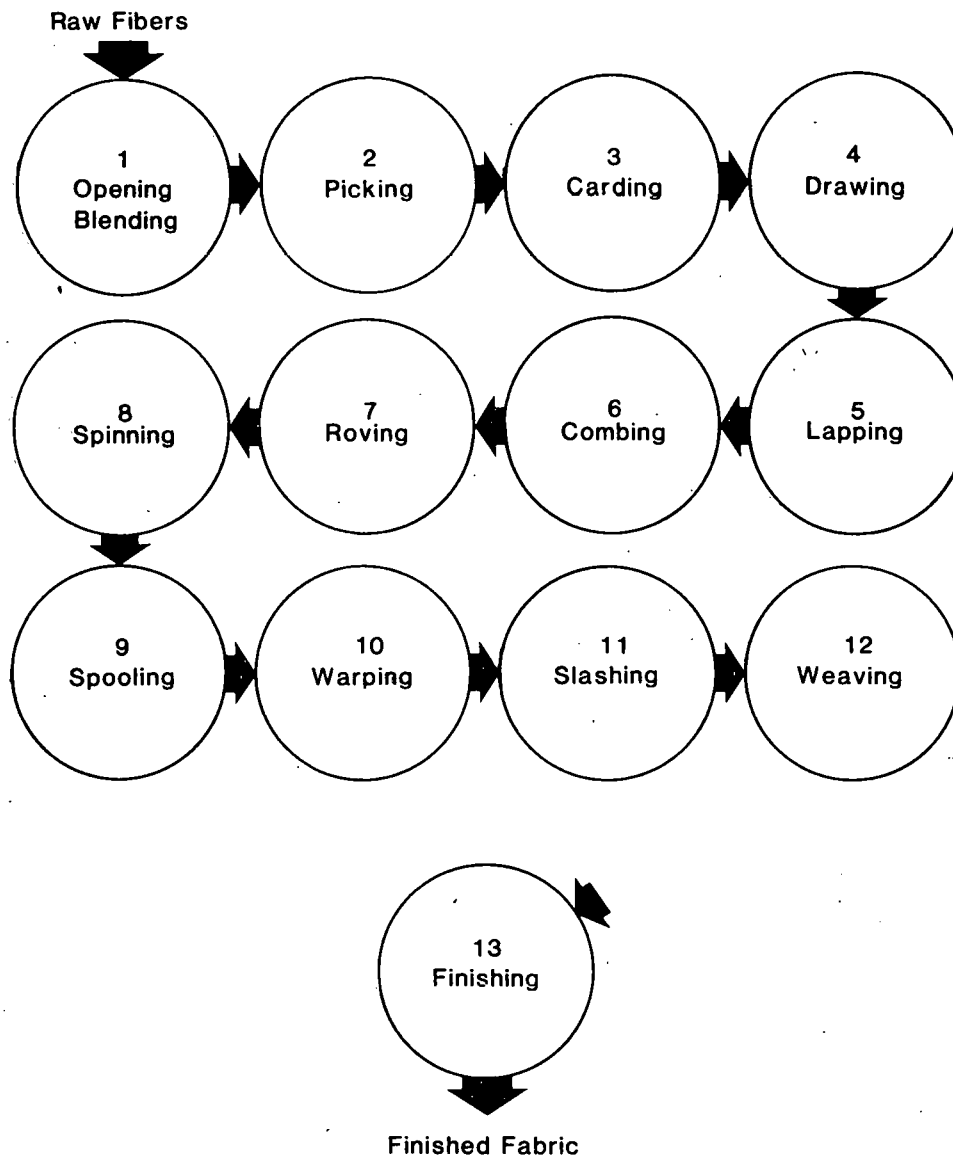 Raw Fibers
1
Opening
Blending
2
Picking
3
Carding
4
Drawing
8
Spinning
7
Roving
6
Combing
5
Lapping
9
Spooling
10
Warping
11
Slashing
12
Weaving
13
Finishing
Finished Fabric